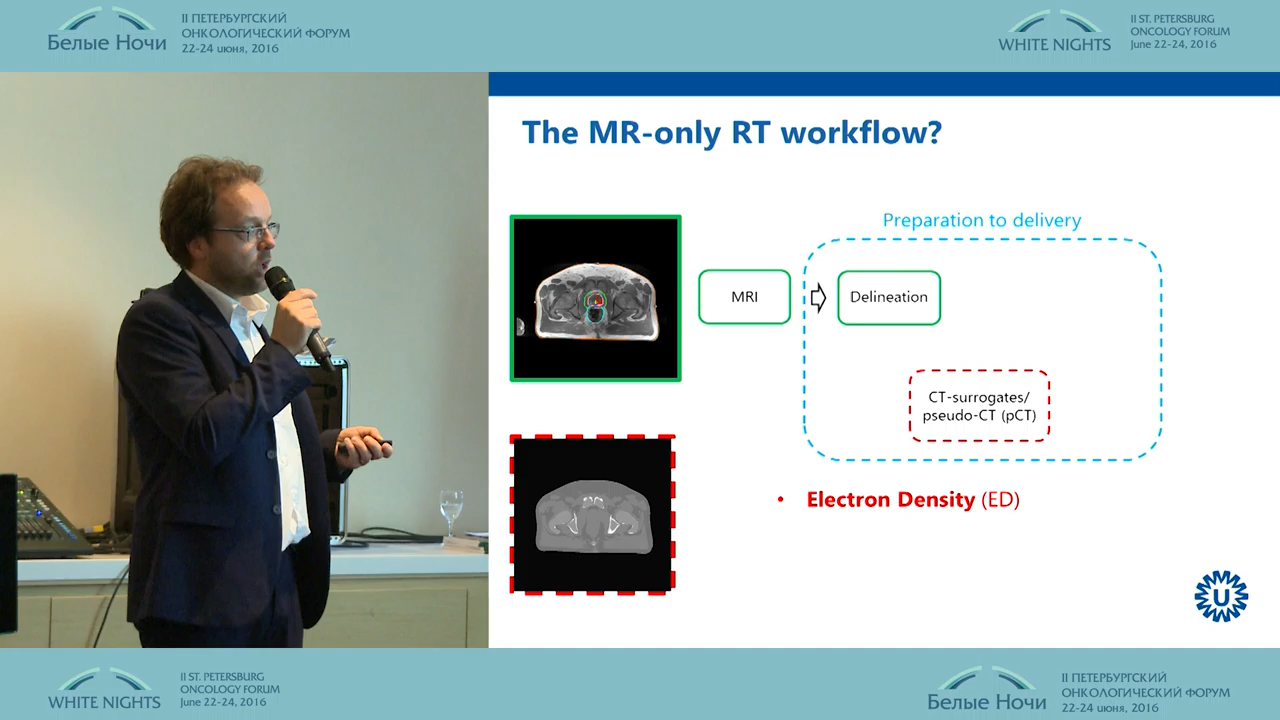 Белые Ночи
II ПЕТЕРБУРГСКИЙ
ОНКОЛОГИЧЕСКИЙ ФОРУМ
22-24 июня, 2016
WHITE NIGHTS
II ST. PETERSBURG
ONCOLOGY FORUM
June 22-24, 2016
The MR-only RT workflow?
Preparation to delivery
MRI
Delineation
CT-surrogates/
pseudo-CT (pCT)
• Electron Density (ED)
U
WHITE NIGHTS
II ST. PETERSBURG
ONCOLOGY FORUM
June 22-24, 2016
Белые Ночи
II ПЕТЕРБУРГСКИЙ
ОНКОЛОГИЧЕСКИЙ ФОРУМ
22-24 июня, 2016